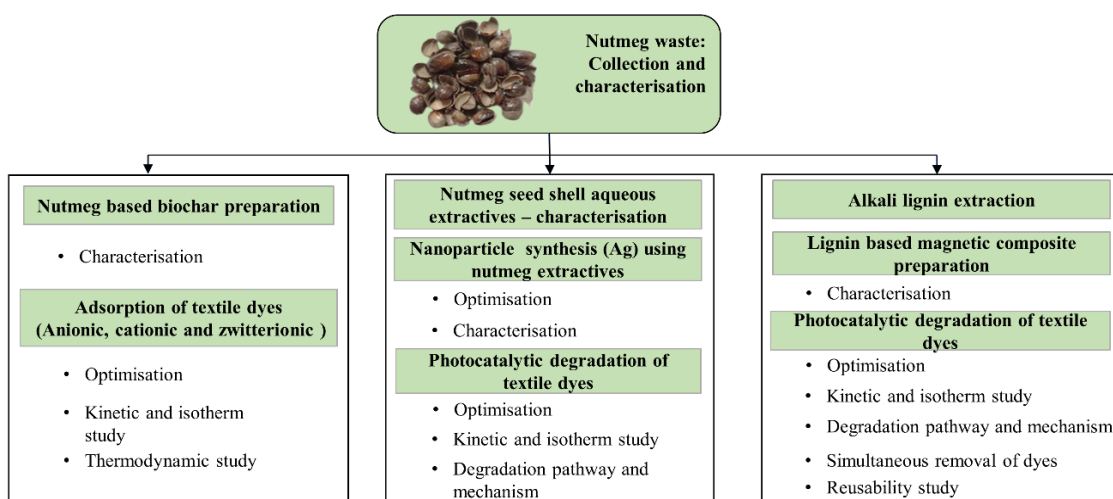 Nutmeg waste:
Collection and
characterisation
Nutmeg based biochar preparation
• Characterisation
Adsorption of textile dyes
(Anionic, cationic and zwitterionic )
• Optimisation
• Kinetic and isotherm
study
• Thermodynamic study
Nutmeg seed shell aqueous
extractives – characterisation
Nanoparticle synthesis (Ag) using
nutmeg extractives
• Optimisation
• Characterisation
Photocatalytic degradation of
textile dyes
• Optimisation
• Kinetic and isotherm study
• Degradation pathway and
mechanism
Alkali lignin extraction
Lignin based magnetic composite
preparation
• Characterisation
Photocatalytic degradation of textile
dyes
• Optimisation
• Kinetic and isotherm study
• Degradation pathway and mechanism
• Simultaneous removal of dyes
• Reusability study